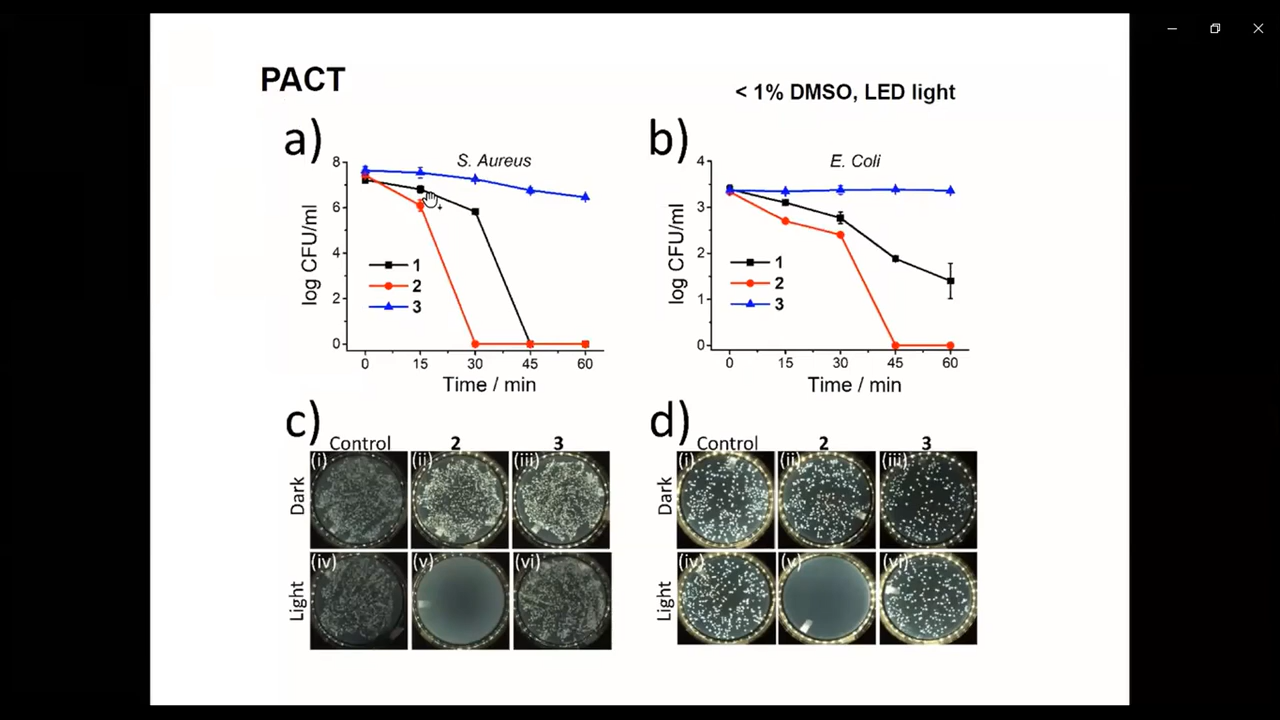 PACT
< 1% DMSO, LED light
a)
S. Aureus
log CFU/ml
8
6
4
2
0
1
2
3
0 15 30 45 60
Time / min
b)
E. Coli
log CFU/ml
4
3
2
1
0
1
2
3
0 15 30 45 60
Time / min
c)
Control 2 3
Dark
(i) (ii) (iii)
Light
(iv) (v) (vi)
d)
Control 2 3
Dark
(i) (ii) (iii)
Light
(iv) (v) (vi)